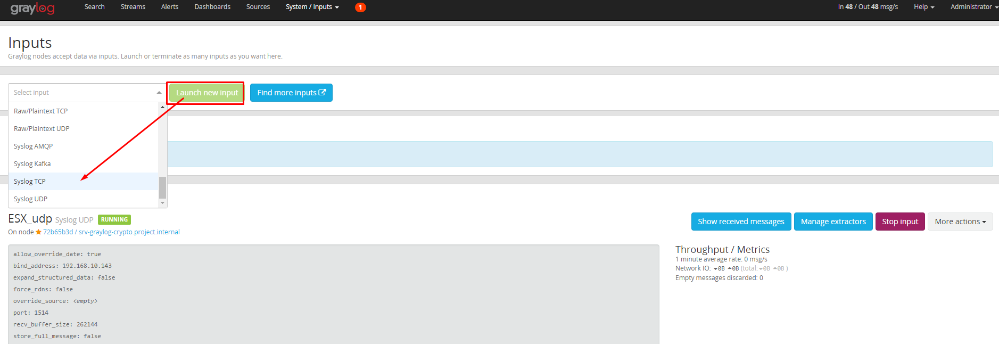 graylog Search Streams Alerts Dashboards Sources System / Inputs 1 In 48 / Out 48 msg/s Help Administrator
Inputs
Graylog nodes accept data via inputs. Launch or terminate as many inputs as you want here.
Select input Launch new input Find more inputs
Raw/Plaintext TCP
Raw/Plaintext UDP
Syslog AMQP
Syslog Kafka
Syslog TCP
Syslog UDP
ESX_udp Syslog UDP RUNNING Show received messages Manage extractors Stop input More actions
On node 72b65b3d / srv-graylog-crypto.project.internal
allow_override_date: true
bind_address: 192.168.10.143
expand_structured_data: false
force_rdns: false
override_source: <empty>
port: 1514
recv_buffer_size: 262144
store_full_message: false
Throughput / Metrics
1 minute average rate: 0 msg/s
Network IO: 0B 0B (total: 0B 0B )
Empty messages discarded: 0